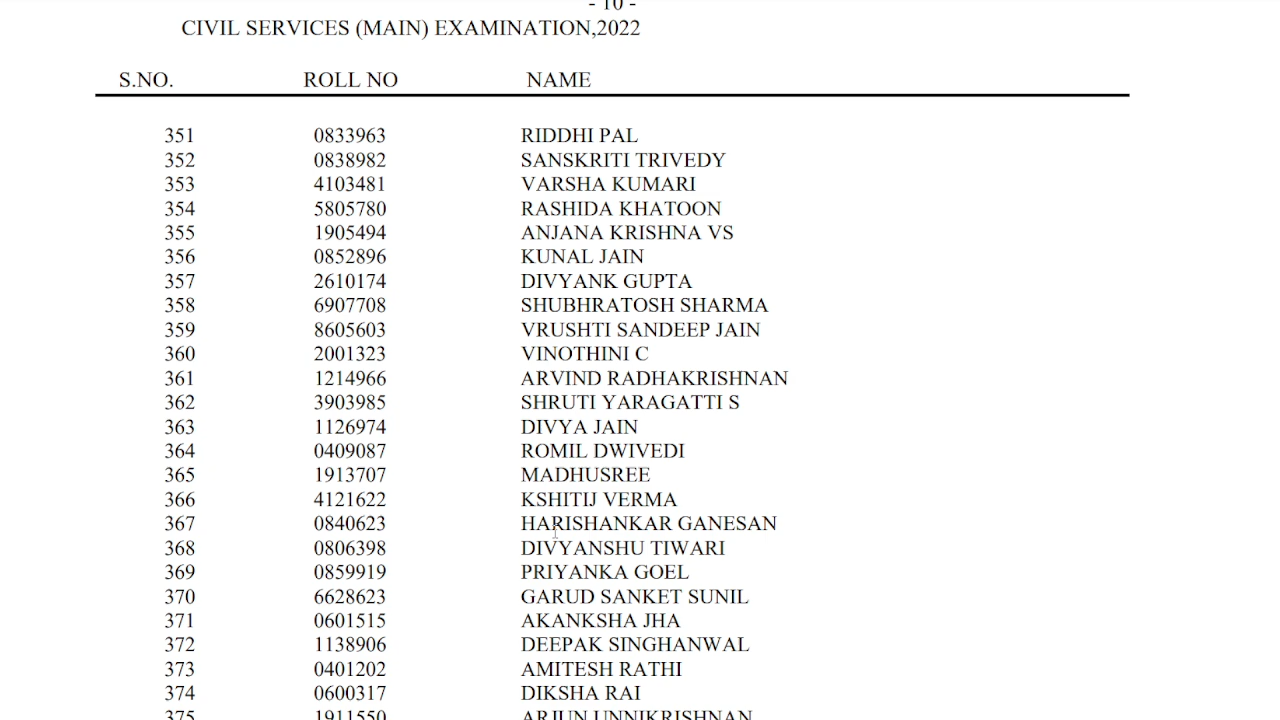 - 10 -
CIVIL SERVICES (MAIN) EXAMINATION,2022
S.NO. ROLL NO NAME
351 0833963 RIDDHI PAL
352 0838982 SANSKRITI TRIVEDY
353 4103481 VARSHA KUMARI
354 5805780 RASHIDA KHATOON
355 1905494 ANJANA KRISHNA VS
356 0852896 KUNAL JAIN
357 2610174 DIVYANK GUPTA
358 6907708 SHUBHRATOSH SHARMA
359 8605603 VRUSHTI SANDEEP JAIN
360 2001323 VINOTHINI C
361 1214966 ARVIND RADHAKRISHNAN
362 3903985 SHRUTI YARAGATTI S
363 1126974 DIVYA JAIN
364 0409087 ROMIL DWIVEDI
365 1913707 MADHUSREE
366 4121622 KSHITIJ VERMA
367 0840623 HARISHANKAR GANESAN
368 0806398 DIVYANSHU TIWARI
369 0859919 PRIYANKA GOEL
370 6628623 GARUD SANKET SUNIL
371 0601515 AKANKSHA JHA
372 1138906 DEEPAK SINGHANWAL
373 0401202 AMITESH RATHI
374 0600317 DIKSHA RAI
375 1911550 ARJUN UNNIKRISHNAN